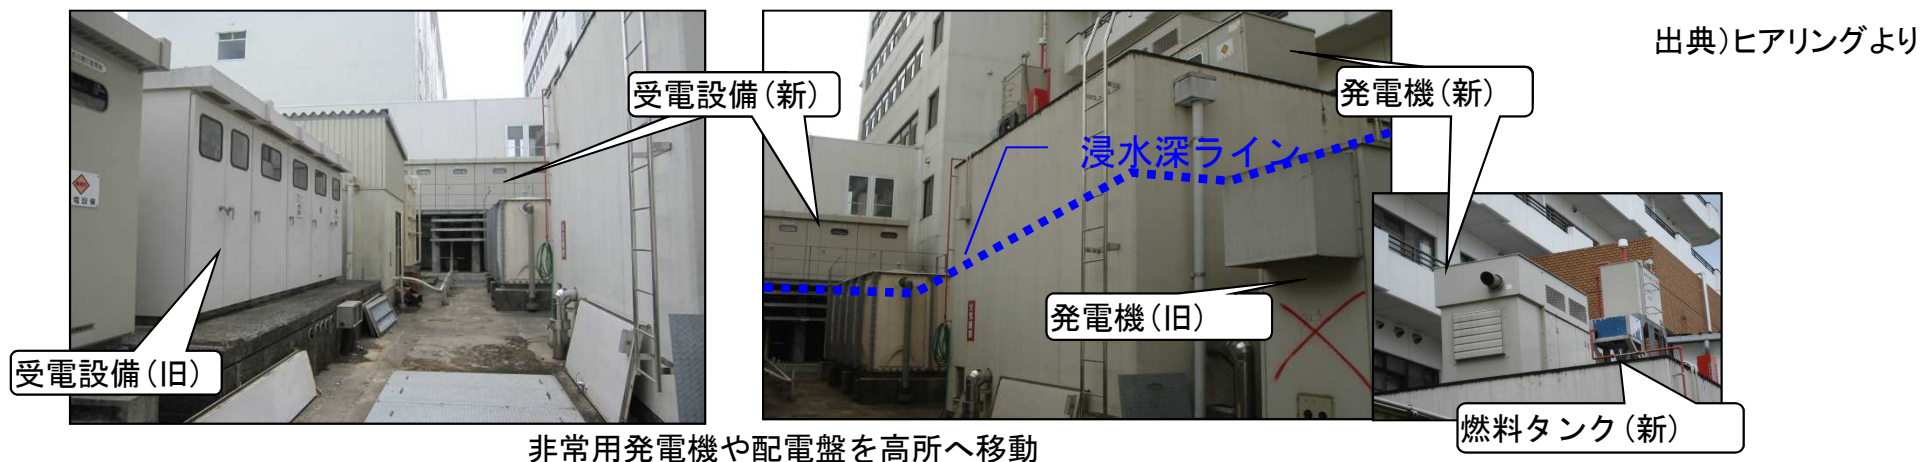 出典)ヒアリングより
受電設備(新)
発電機(新)
浸水深ライン
発電機(旧)
受電設備(旧)
燃料タンク(新)
非常用発電機や配電盤を高所へ移動